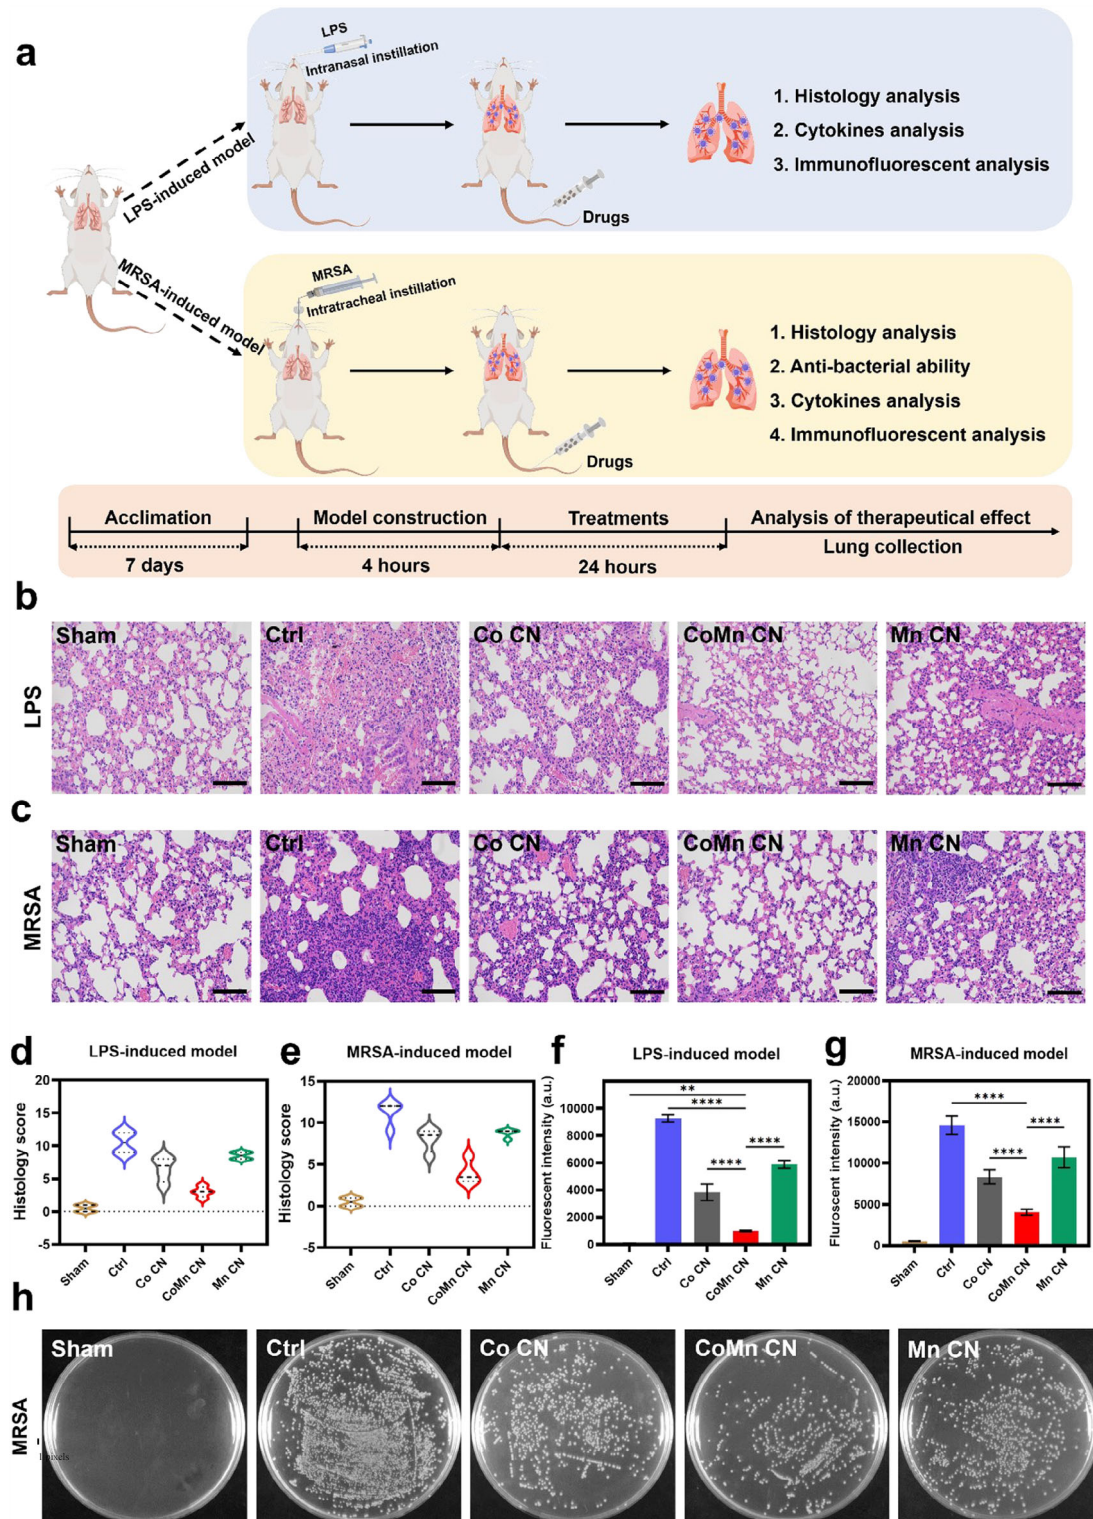 a
LPS
Intranasal instillation
LPS-induced model
Drugs
1. Histology analysis
2. Cytokines analysis
3. Immunofluorescent analysis
MRSA-induced model
MRSA
Intratracheal instillation
Drugs
1. Histology analysis
2. Anti-bacterial ability
3. Cytokines analysis
4. Immunofluorescent analysis
Acclimation
Model construction
Treatments
Analysis of therapeutical effect
7 days
4 hours
24 hours
Lung collection
b
LPS
Sham
Ctrl
Co CN
CoMn CN
Mn CN
c
MRSA
Sham
Ctrl
Co CN
CoMn CN
Mn CN
d
LPS-induced model
Histology score
20
15
10
5
0
-5
Sham
Ctrl
Co CN
CoMn CN
Mn CN
e
MRSA-induced model
Histology score
15
10
5
0
-5
Sham
Ctrl
Co CN
CoMn CN
Mn CN
f
LPS-induced model
Fluorescent intensity (a.u.)
10000
8000
6000
4000
2000
0
**
****
****
****
Sham
Ctrl
Co CN
CoMn CN
Mn CN
g
MRSA-induced model
Fluroscent intensity (a.u.)
20000
15000
10000
5000
0
****
****
****
Sham
Ctrl
Co CN
CoMn CN
Mn CN
h
MRSA
Sham
Ctrl
Co CN
CoMn CN
Mn CN
1 pixels